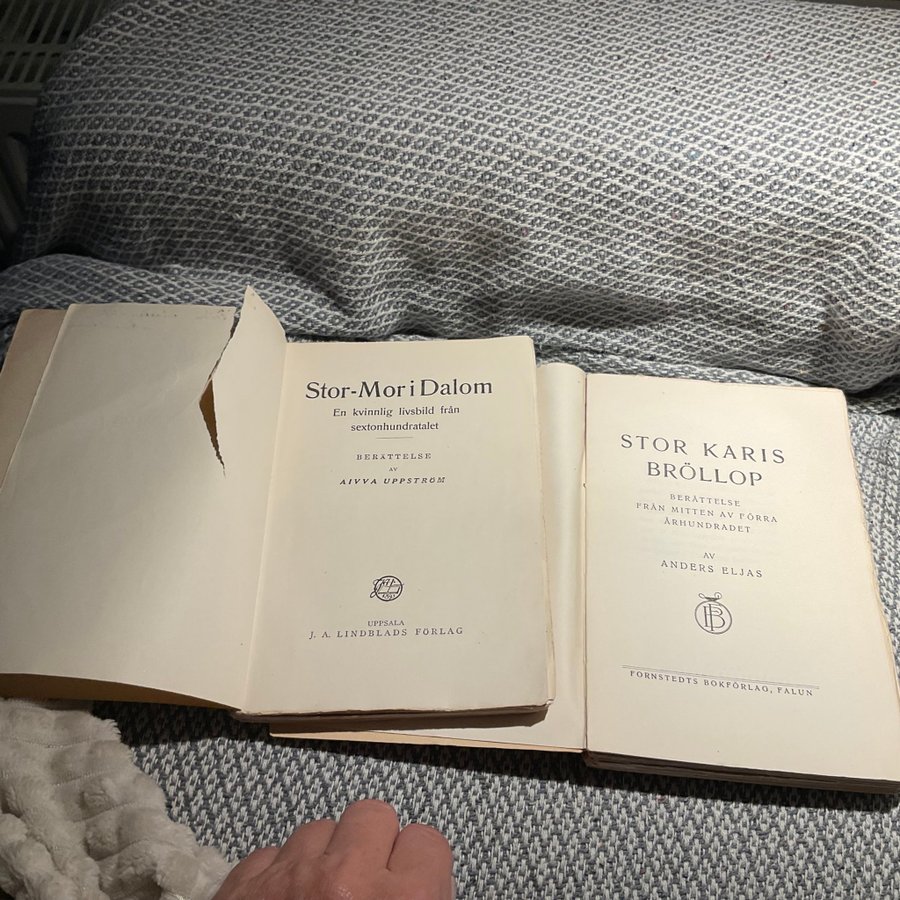 Stor-Mor i Dalom
En kvinnlig livsbild från
sextonhundratalet
BERÄTTELSE
AV
AIVVA UPPSTRÖM
UPPSALA
J. A. LINDBLADS FÖRLAG
STOR KARIS
BRÖLLOP
BERÄTTELSE
FRÅN MITTEN AV FÖRRA
ÅRHUNDRADET
AV
ANDERS ELJAS
FORNSTEDTS BOKFÖRLAG, FALUN